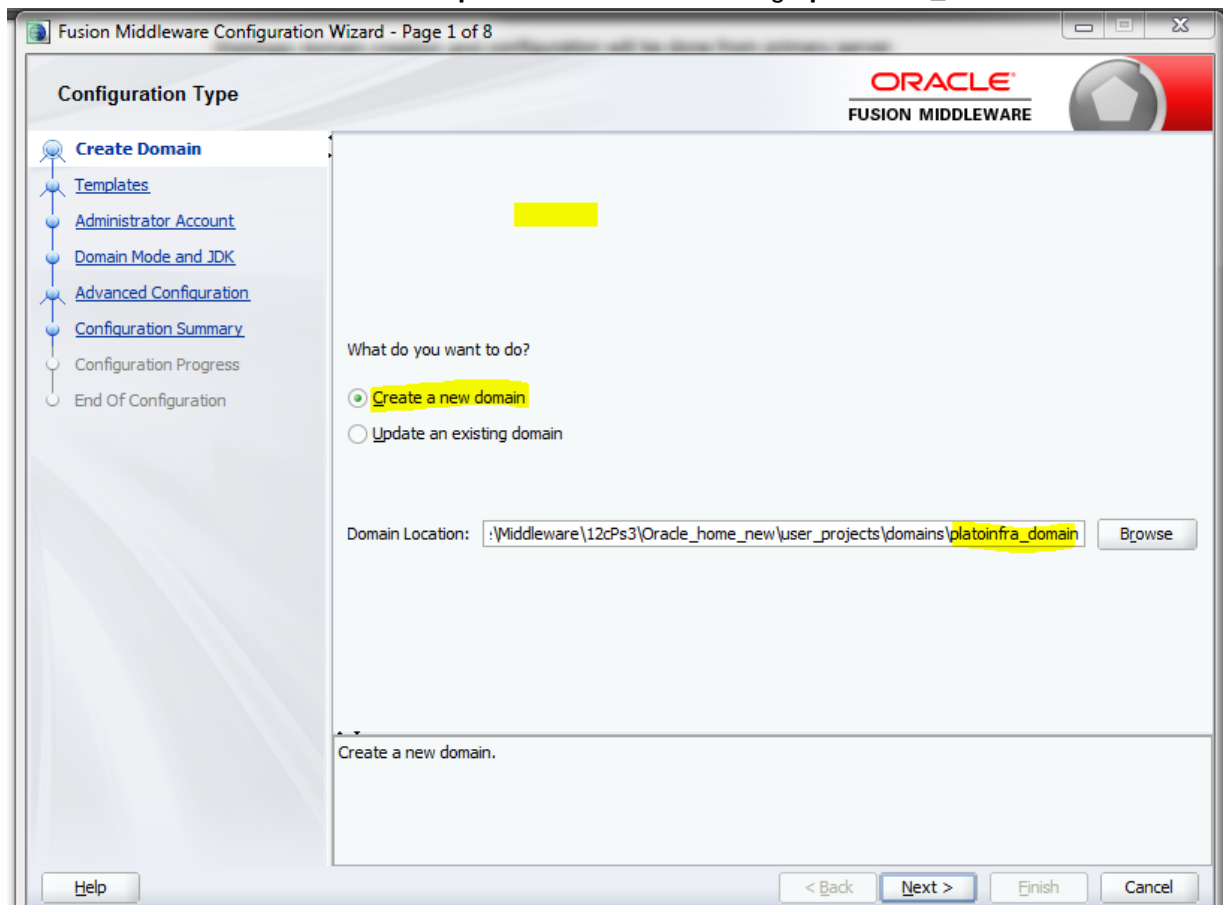 Fusion Middleware Configuration Wizard - Page 1 of 8
Configuration Type
ORACLE
FUSION MIDDLEWARE
Create Domain
Templates
Administrator Account
Domain Mode and JDK
Advanced Configuration
Configuration Summary
Configuration Progress
End Of Configuration
What do you want to do?
Create a new domain
Update an existing domain
Domain Location: :\Middleware\12cPs3\Oracle_home_new\user_projects\domains\platoinfra_domain Browse
Create a new domain.
Help < Back Next > Finish Cancel